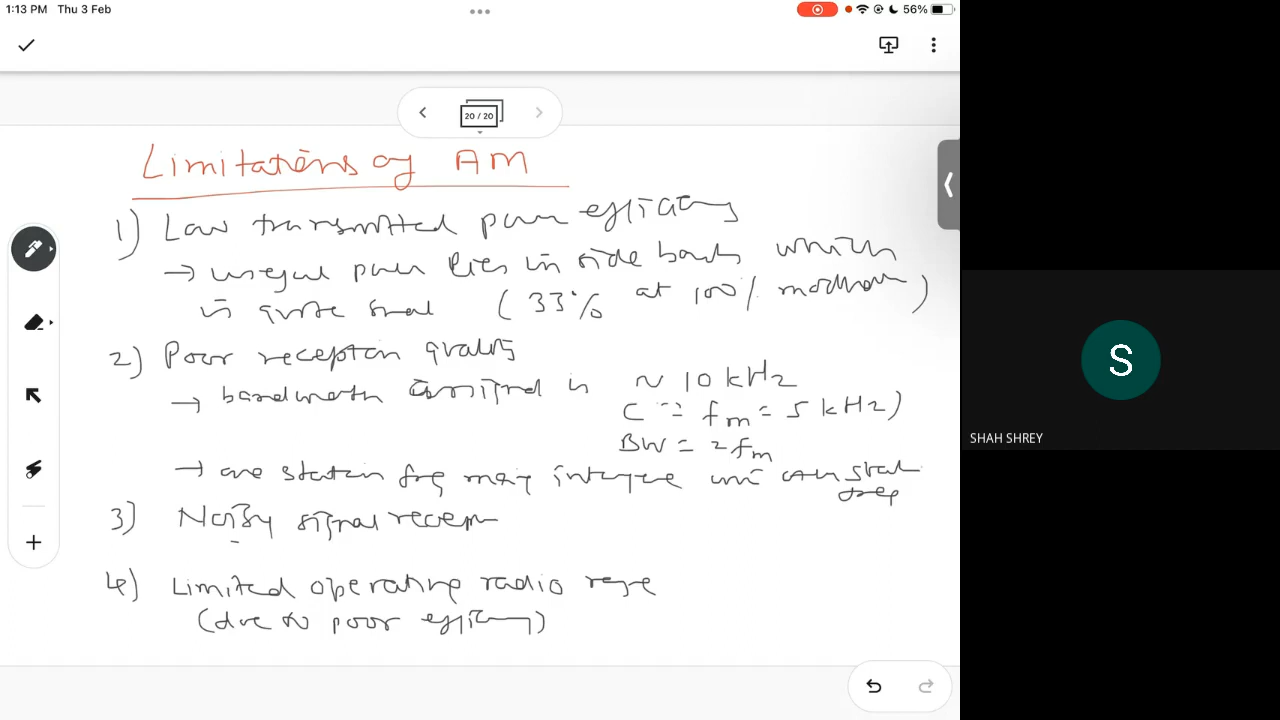 1:13 PM Thu 3 Feb
56%
20 / 20
Limitations of AM
1) Low transmitted power efficiency
→ useful power lies in side bands which
is quite small (33% at 100% modulation)
2) Poor reception quality
→ bandwidth assigned is ~ 10 kHz
( ∵ fm = 5 kHz)
BW = 2fm
→ one station freq may interfere with other station
freq
3) Noisy signal reception
4) Limited operating radio range
(due to poor efficiency)
S
SHAH SHREY